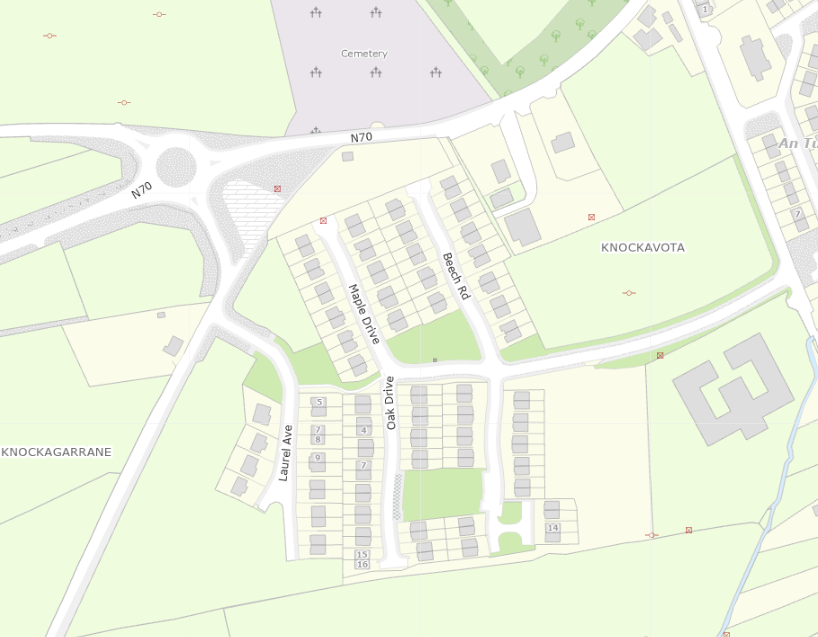 1
Cemetery
N70
N70
An Tú
7
KNOCKAVOTA
Beech Rd
Maple Drive
Oak Drive
5
7
8
4
9
7
Laurel Ave
KNOCKAGARRANE
14
15
16